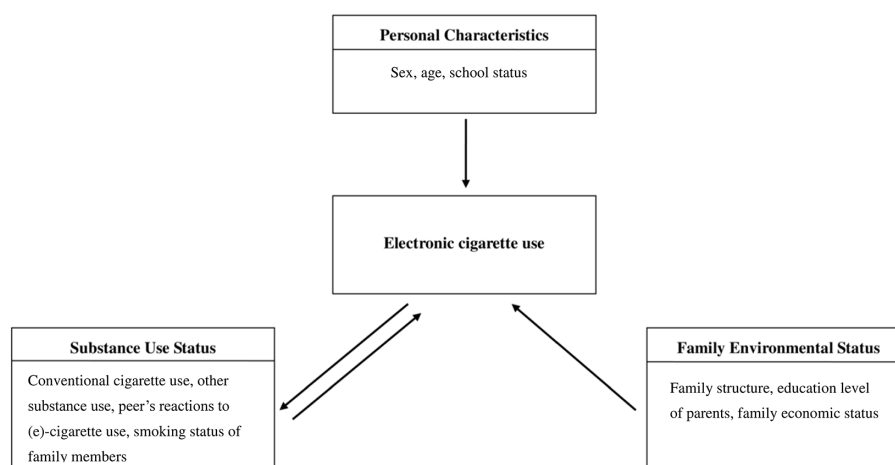 Personal Characteristics
Sex, age, school status
Electronic cigarette use
Substance Use Status
Conventional cigarette use, other
substance use, peer’s reactions to
(e)-cigarette use, smoking status of
family members
Family Environmental Status
Family structure, education level
of parents, family economic status